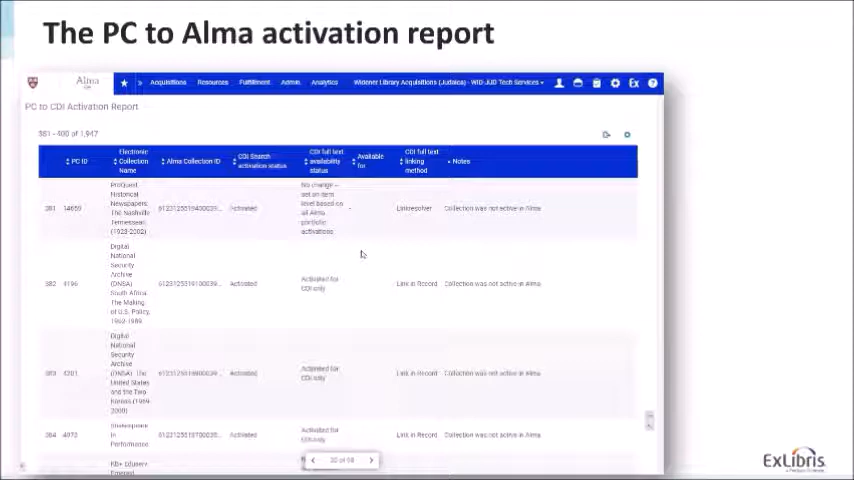 The PC to Alma activation report
Alma
Acquisitions Resources Fulfillment Admin Analytics Widener Library Acquisitions (Judaica) - WID-JUD Tech Services
PC to CDI Activation Report
381 - 400 of 1,947
PC ID
Electronic Collection Name
Alma Collection ID
CDI Search activation status
CDI full text availability status
Available for
CDI full text linking method
Notes
381 14659
ProQuest Historical Newspapers: The Nashville Tennessean (1923-2002)
Activated
No change – set on item level based on all Alma portfolio activations
-
Linkresolver
Collection was not active in Alma
382 4196
Digital National Security Archive (DNSA) South Africa: The Making of U.S. Policy, 1962-1989
Activated
Activated for CDI only
Link in Record
Collection was not active in Alma
383 4201
Digital National Security Archive (DNSA): The United States and the Two Koreas (1969-2000)
Activated
Activated for CDI only
Link in Record
Collection was not active in Alma
384 4973
Shakespeare in Performance
Activated
Activated for CDI only
Link in Record
Collection was not active in Alma
20 of 98
ExLibris